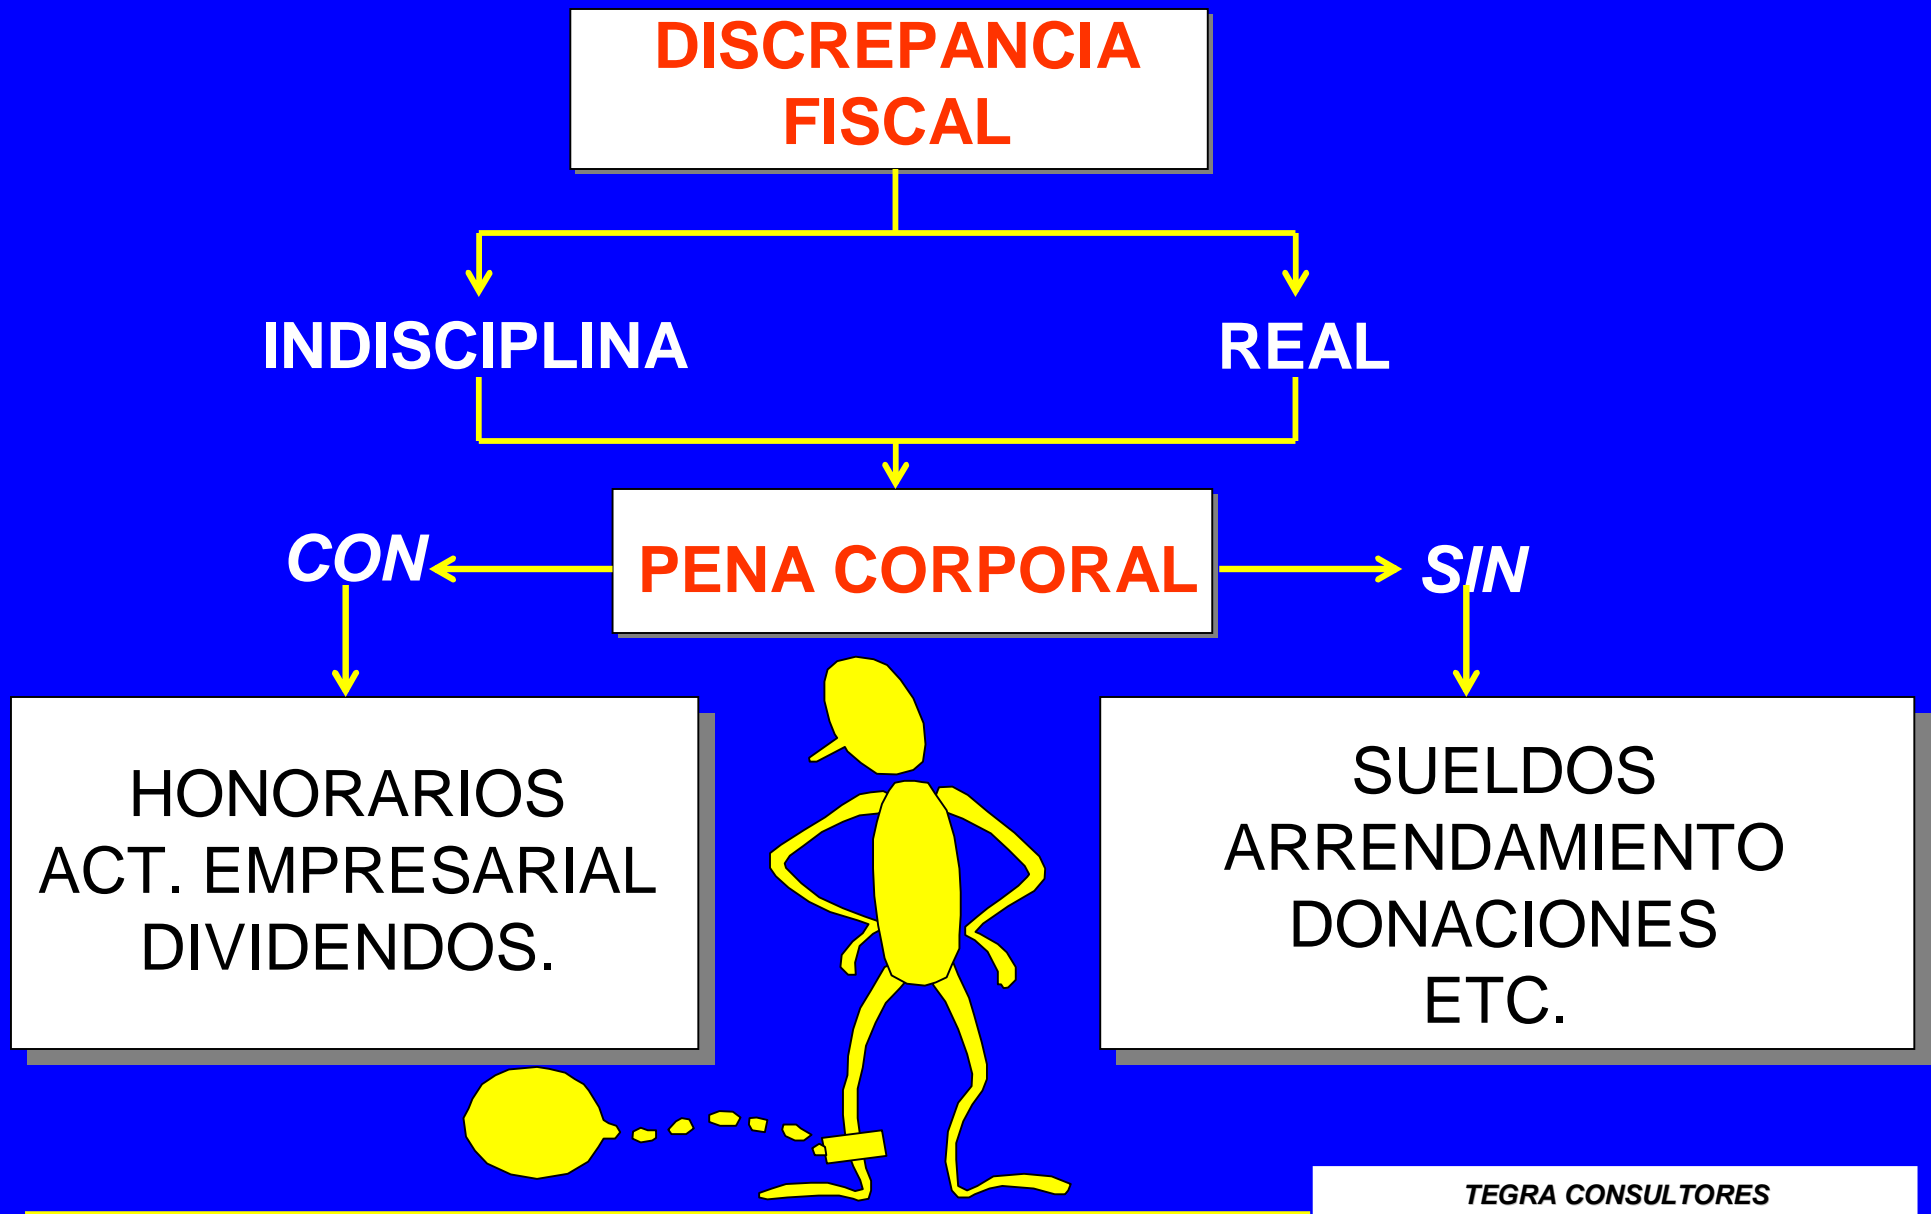 DISCREPANCIA
FISCAL
INDISCIPLINA
REAL
CON
PENA CORPORAL
SIN
HONORARIOS
ACT. EMPRESARIAL
DIVIDENDOS.
SUELDOS
ARRENDAMIENTO
DONACIONES
ETC.
TEGRA CONSULTORES